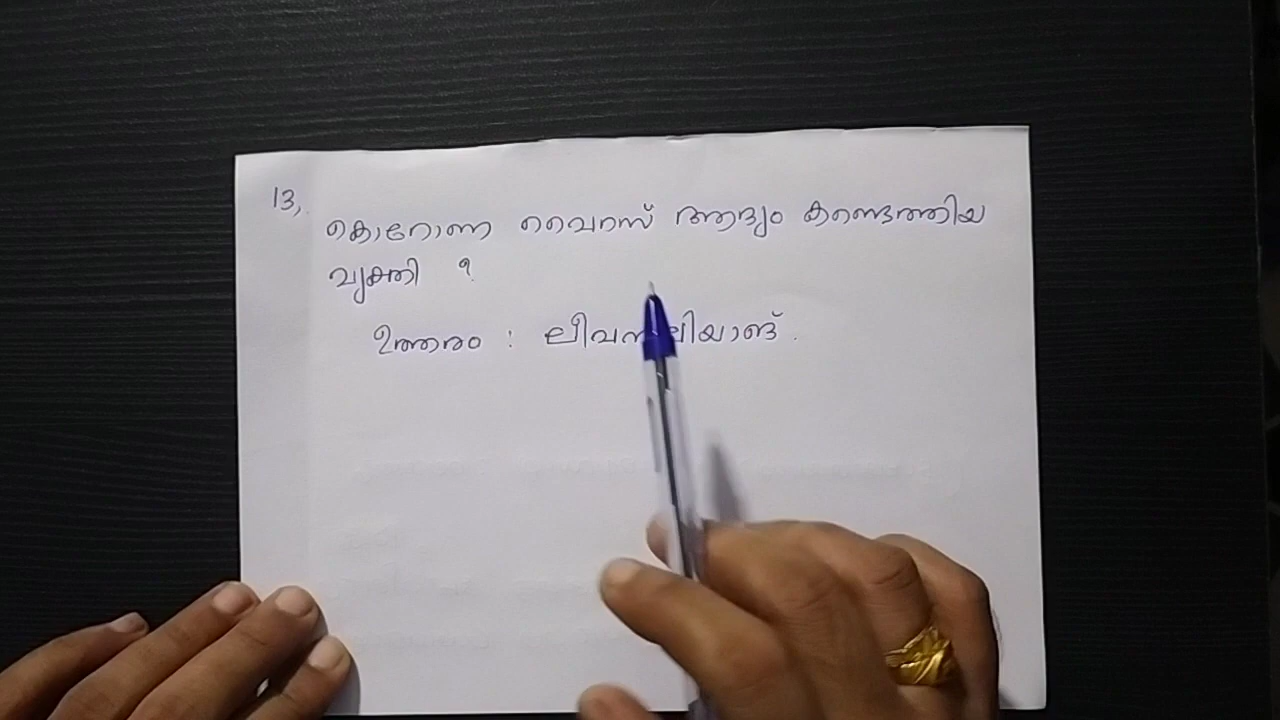 13,
കൊറോണ വൈറസ് ആദ്യം കണ്ടെത്തിയ
വ്യക്തി ?
ഉത്തരം :